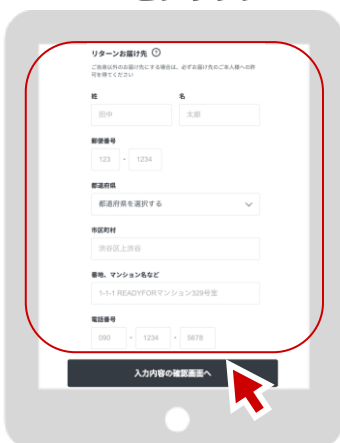 リターンお届け先 ?
ご自宅以外のお届け先にする場合は、必ずお届け先のご本人様への許
可を得てください
姓 名
田中 太郎
郵便番号
123 - 1234
都道府県
都道府県を選択する
市区町村
渋谷区上渋谷
番地、マンション名など
1-1-1 READYFORマンション329号室
電話番号
090 - 1234 - 5678
入力内容の確認画面へ